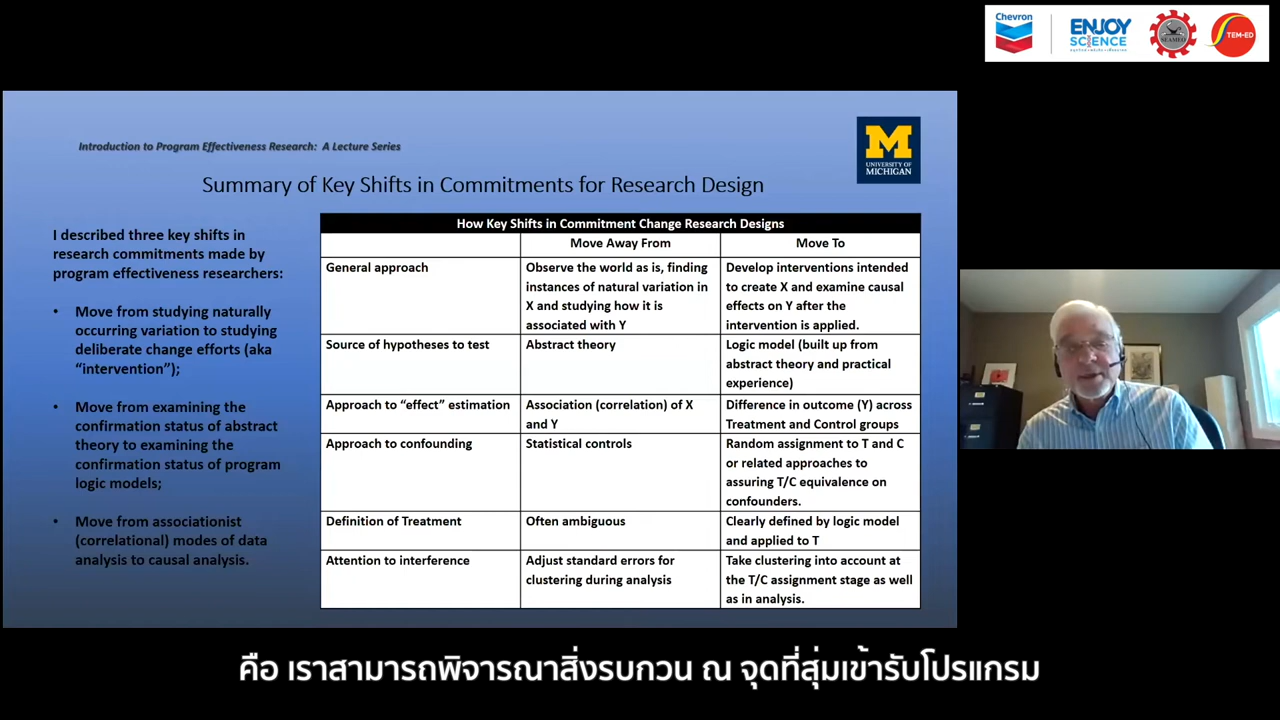 Chevron
ENJOY
SCIENCE
SEAMEO
STEM-ED
Introduction to Program Effectiveness Research: A Lecture Series
M
UNIVERSITY OF
MICHIGAN
Summary of Key Shifts in Commitments for Research Design
I described three key shifts in
research commitments made by
program effectiveness researchers:
• Move from studying naturally
occurring variation to studying
deliberate change efforts (aka
“intervention”);
• Move from examining the
confirmation status of abstract
theory to examining the
confirmation status of program
logic models;
• Move from associationist
(correlational) modes of data
analysis to causal analysis.
How Key Shifts in Commitment Change Research Designs
Move Away From
Move To
General approach
Observe the world as is, finding
instances of natural variation in
X and studying how it is
associated with Y
Develop interventions intended
to create X and examine causal
effects on Y after the
intervention is applied.
Source of hypotheses to test
Abstract theory
Logic model (built up from
abstract theory and practical
experience)
Approach to “effect” estimation
Association (correlation) of X
and Y
Difference in outcome (Y) across
Treatment and Control groups
Approach to confounding
Statistical controls
Random assignment to T and C
or related approaches to
assuring T/C equivalence on
confounders.
Definition of Treatment
Often ambiguous
Clearly defined by logic model
and applied to T
Attention to interference
Adjust standard errors for
clustering during analysis
Take clustering into account at
the T/C assignment stage as well
as in analysis.
คือ เราสามารถพิจารณาสิ่งรบกวน ณ จุดที่สุ่มเข้ารับโปรแกรม